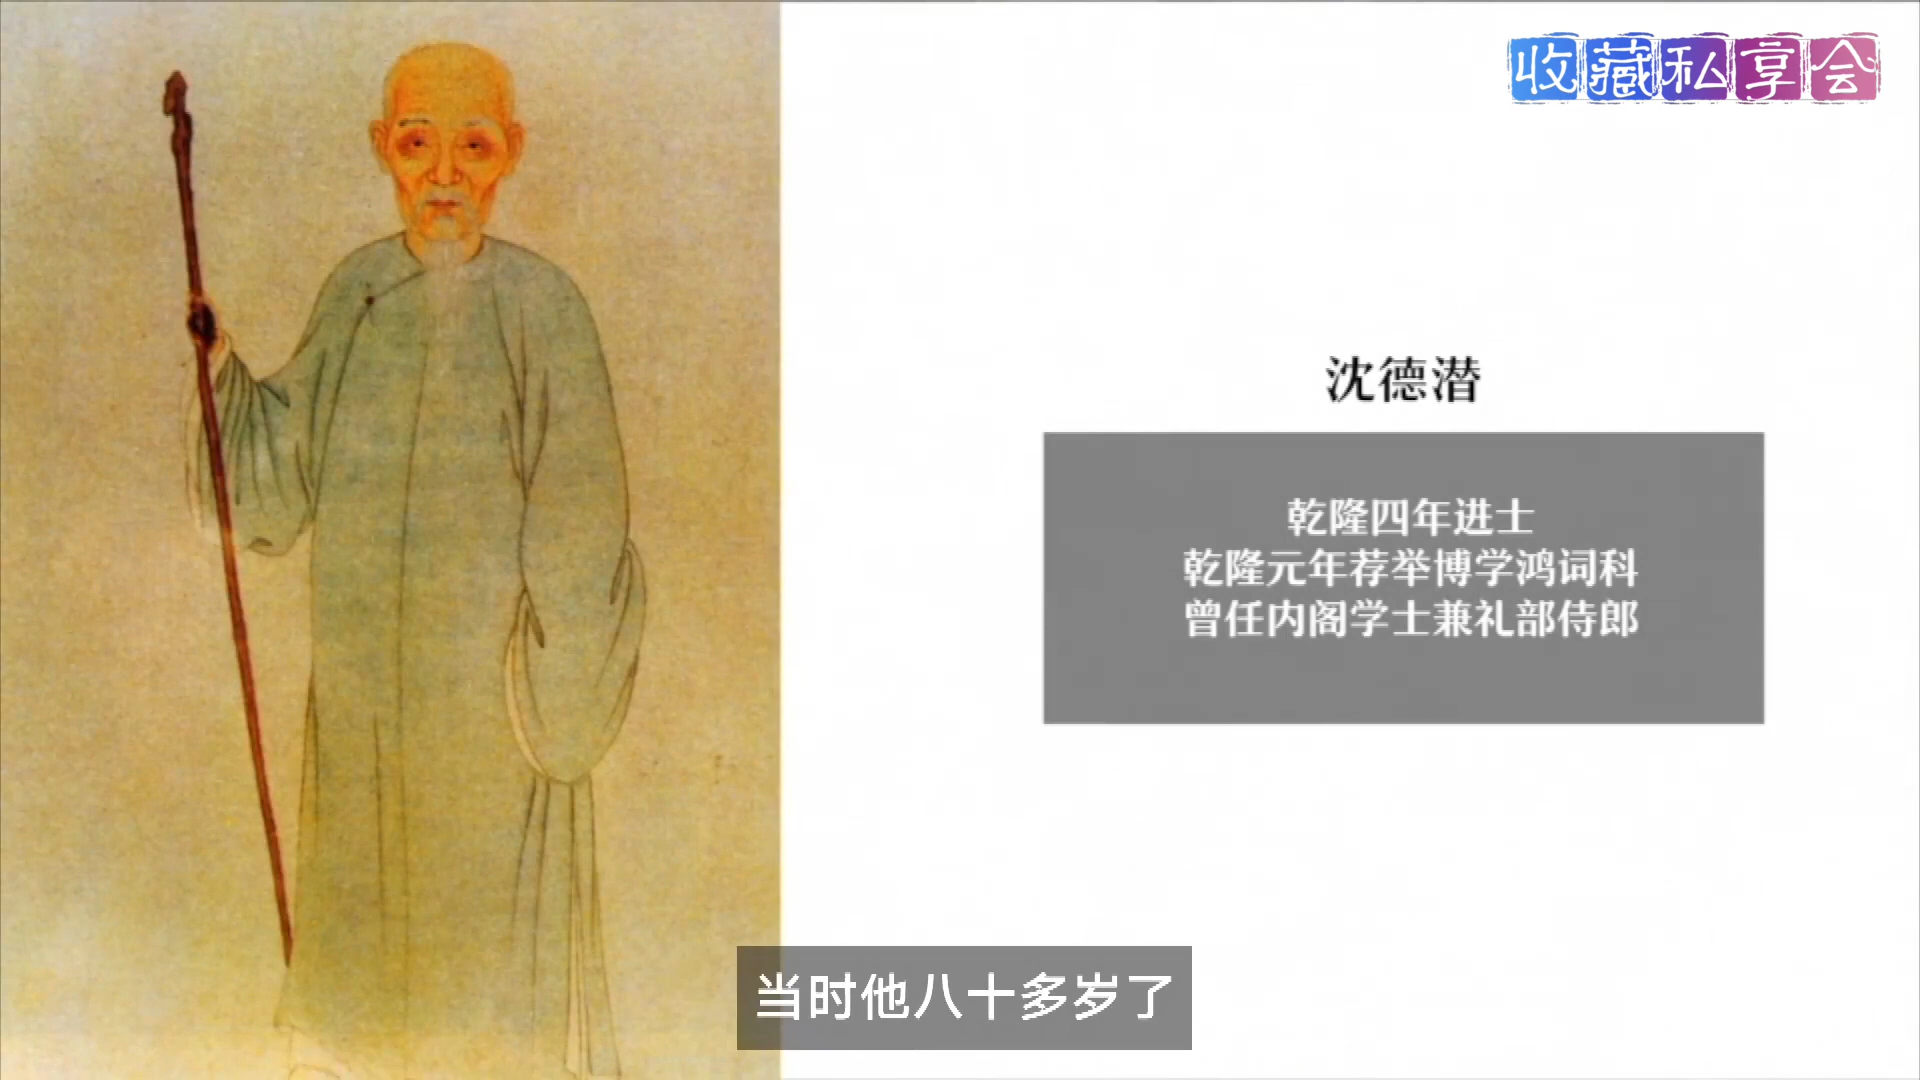 收藏私享会
沈德潜
乾隆四年进士
乾隆元年荐举博学鸿词科
曾任内阁学士兼礼部侍郎
当时他八十多岁了